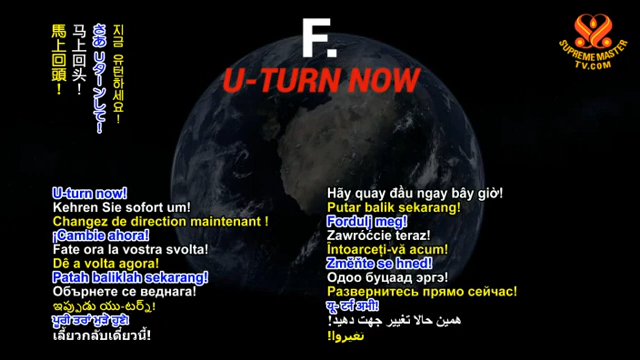 F.
U-TURN NOW
SUPREME MASTER
TV.COM
지금 유턴하세요!
さあ Uターンして!
马上回头!
馬上回頭!
U-turn now!
Kehren Sie sofort um!
Changez de direction maintenant !
¡Cambie ahora!
Fate ora la vostra svolta!
Dê a volta agora!
Patah baliklah sekarang!
Обърнете се веднага!
ఇప్పుడు యు-టర్న్!
ਪੂਰੀ ਤਰਾਂ ਮੁੜੋ ਹੁਣੇ!
เลี้ยวกลับเดี๋ยวนี้!
Hãy quay đầu ngay bây giờ!
Putar balik sekarang!
Fordulj meg!
Zawróćcie teraz!
Întoarceţi-vă acum!
Změňte se hned!
Одоо буцаад эргэ!
Развернитесь прямо сейчас!
यू- टर्न अभी!
همین حالا تغییر جهت دهید!
تغيروا!